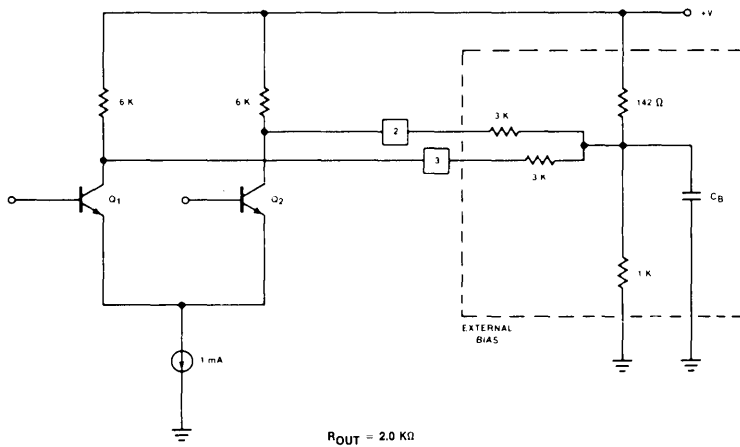 +V
6 K
6 K
142 Ω
3 K
2
3
3 K
Q1
Q2
CB
1 K
EXTERNAL
BIAS
1 mA
ROUT = 2.0 KΩ